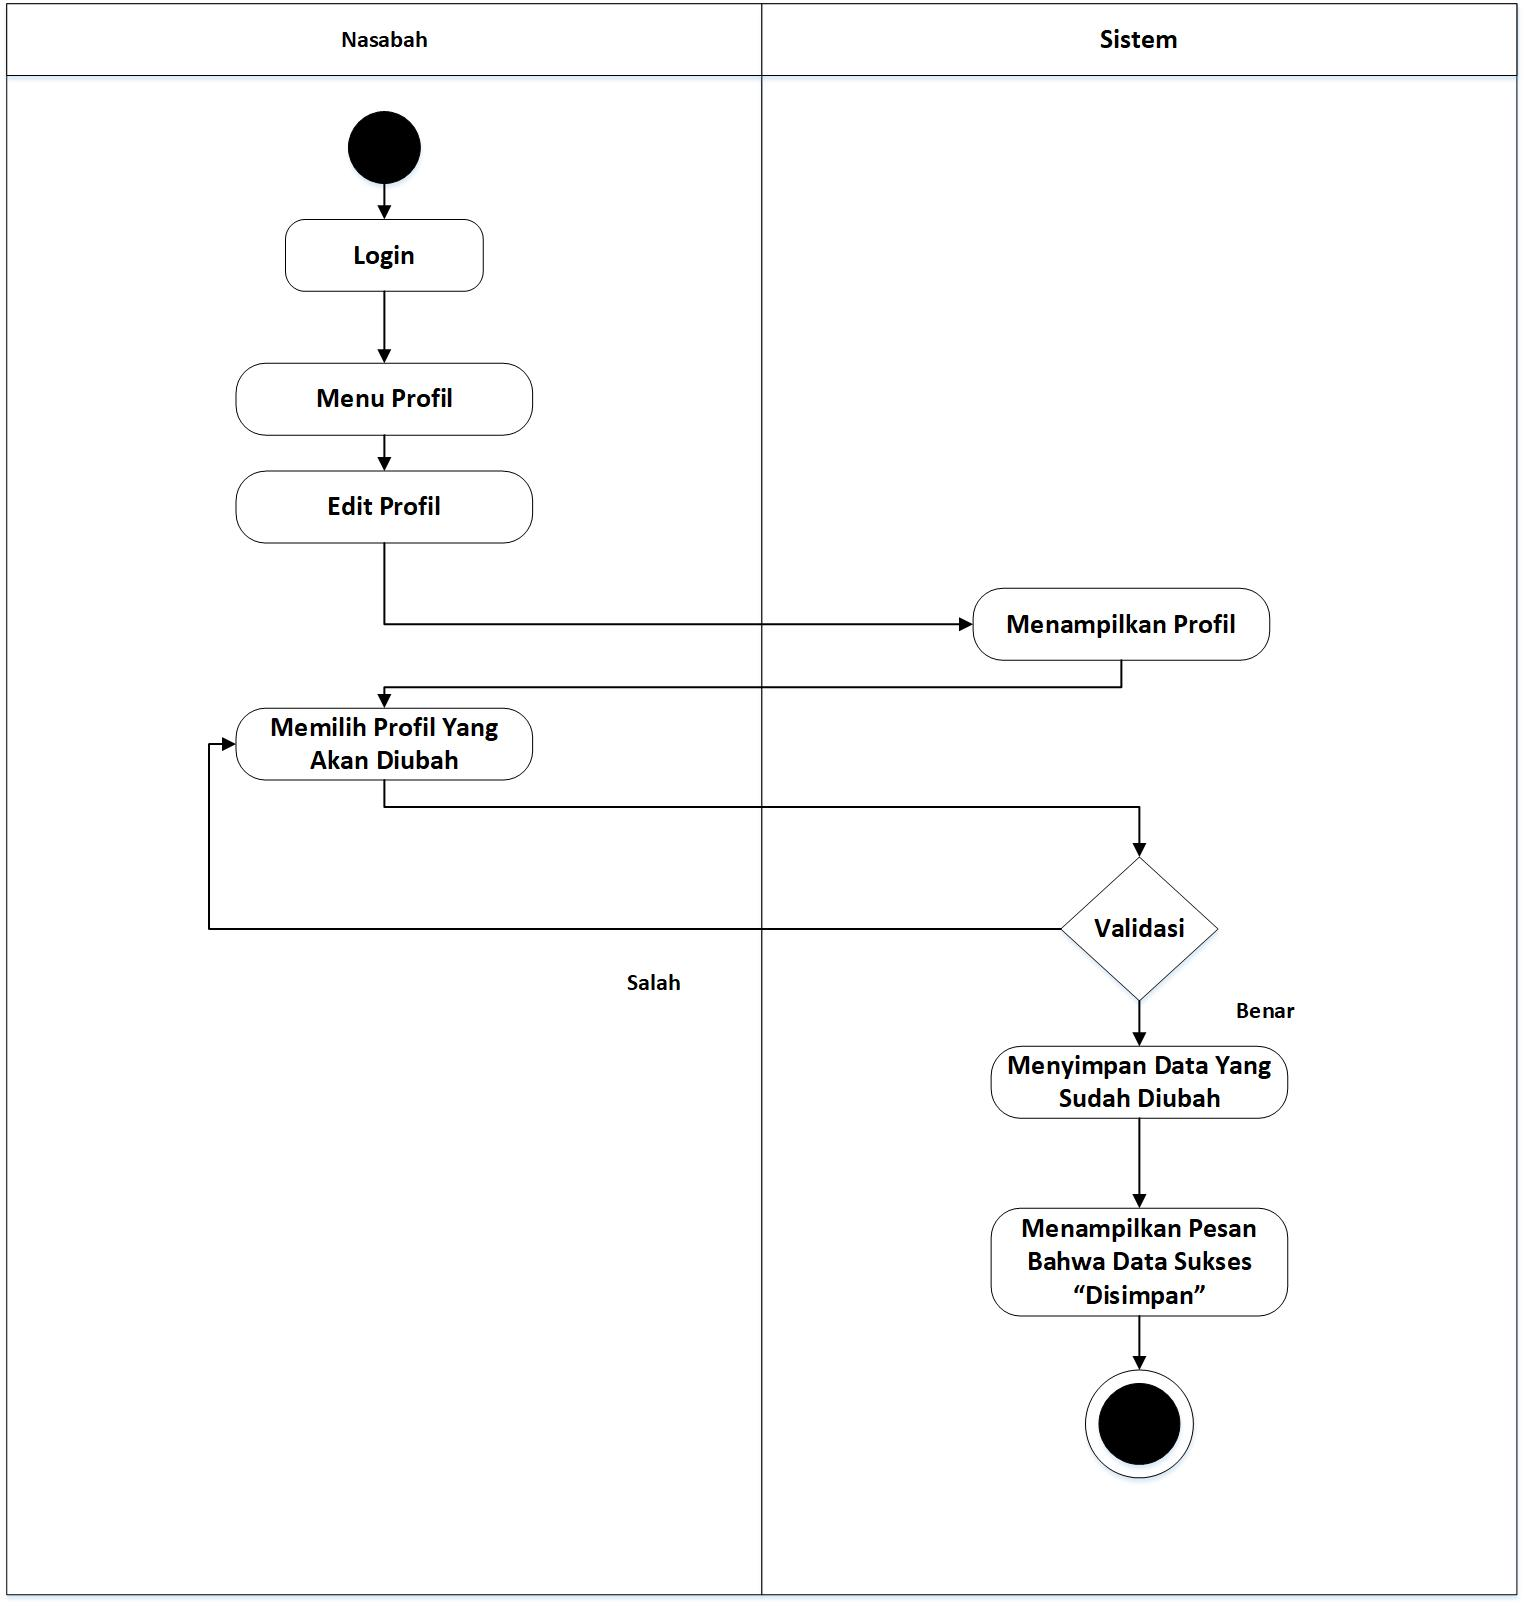 Nasabah
Sistem
Login
Menu Profil
Edit Profil
Menampilkan Profil
Memilih Profil Yang
Akan Diubah
Validasi
Salah
Benar
Menyimpan Data Yang
Sudah Diubah
Menampilkan Pesan
Bahwa Data Sukses
“Disimpan”